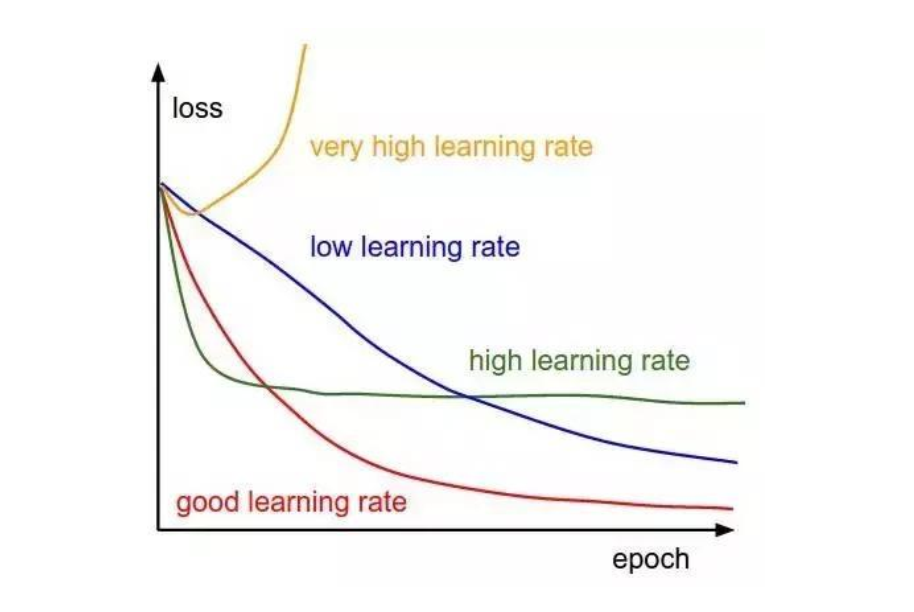 loss
very high learning rate
low learning rate
high learning rate
good learning rate
epoch